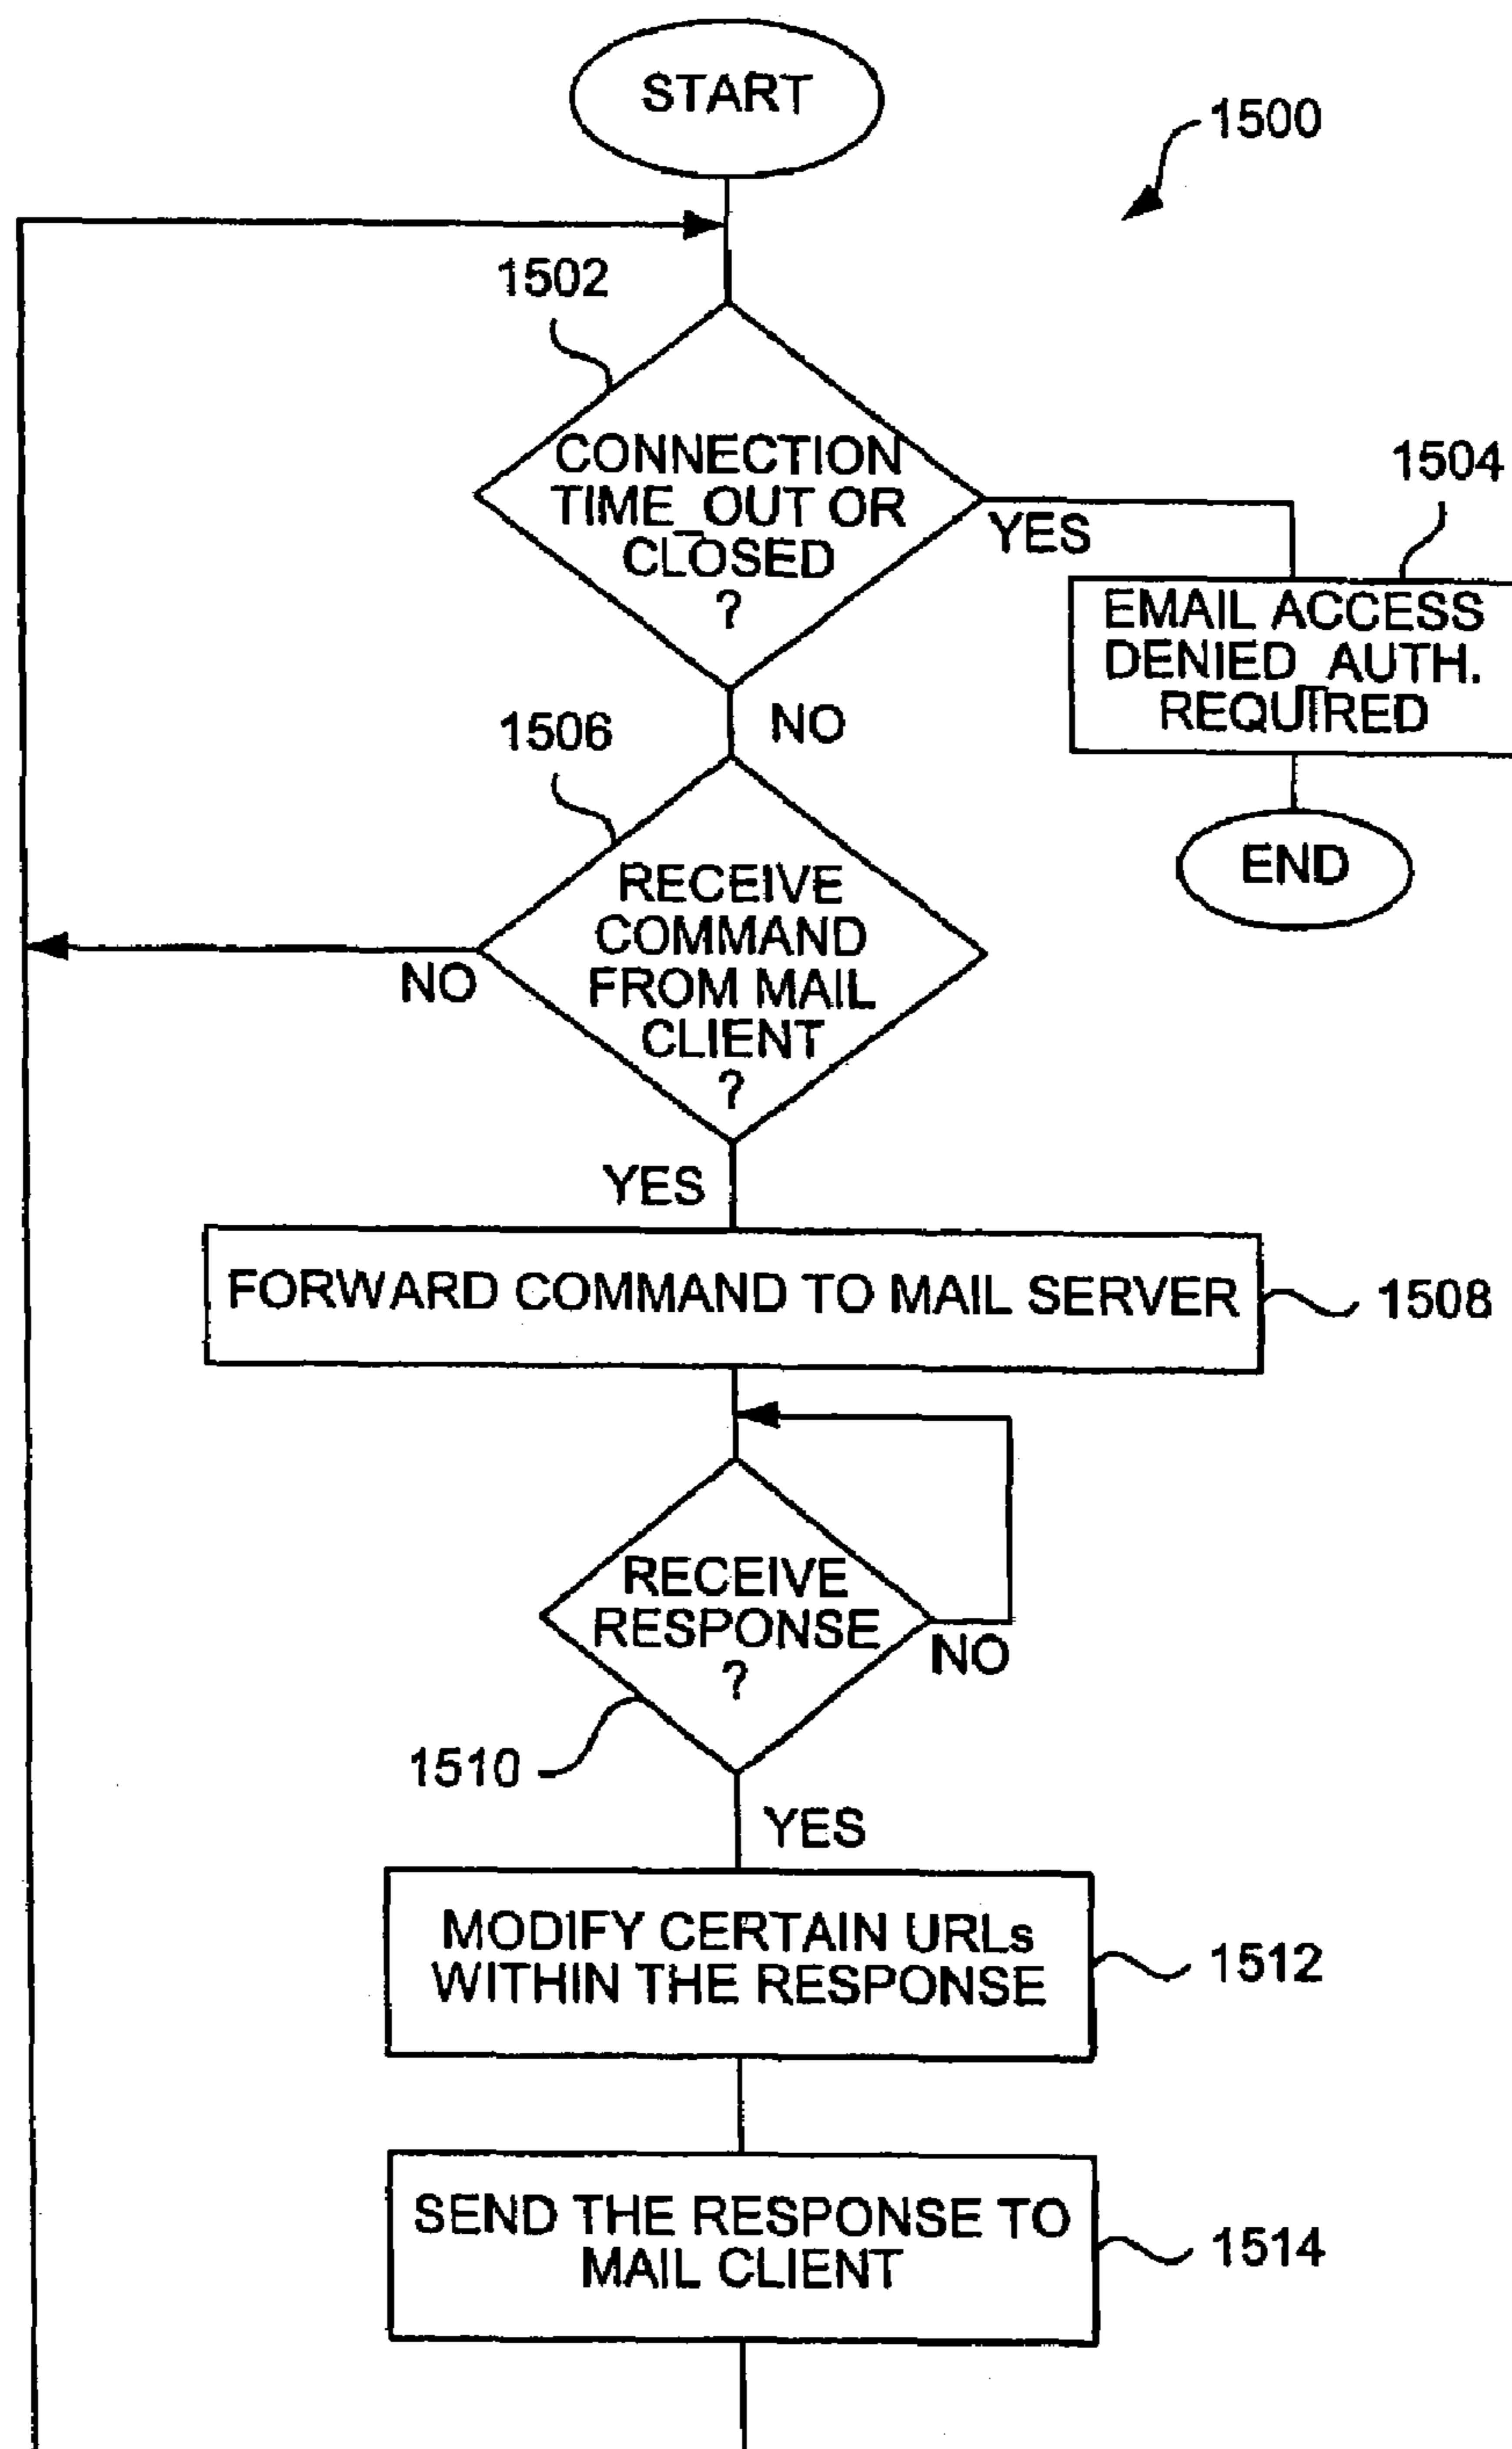 START
1500
1502
CONNECTION
TIME_OUT OR
CLOSED
?
YES
1504
EMAIL ACCESS
DENIED_AUTH.
REQUIRED
END
NO
1506
RECEIVE
COMMAND
FROM MAIL
CLIENT
?
NO
YES
FORWARD COMMAND TO MAIL SERVER
1508
RECEIVE
RESPONSE
?
NO
1510
YES
MODIFY CERTAIN URLs
WITHIN THE RESPONSE
1512
SEND THE RESPONSE TO
MAIL CLIENT
1514